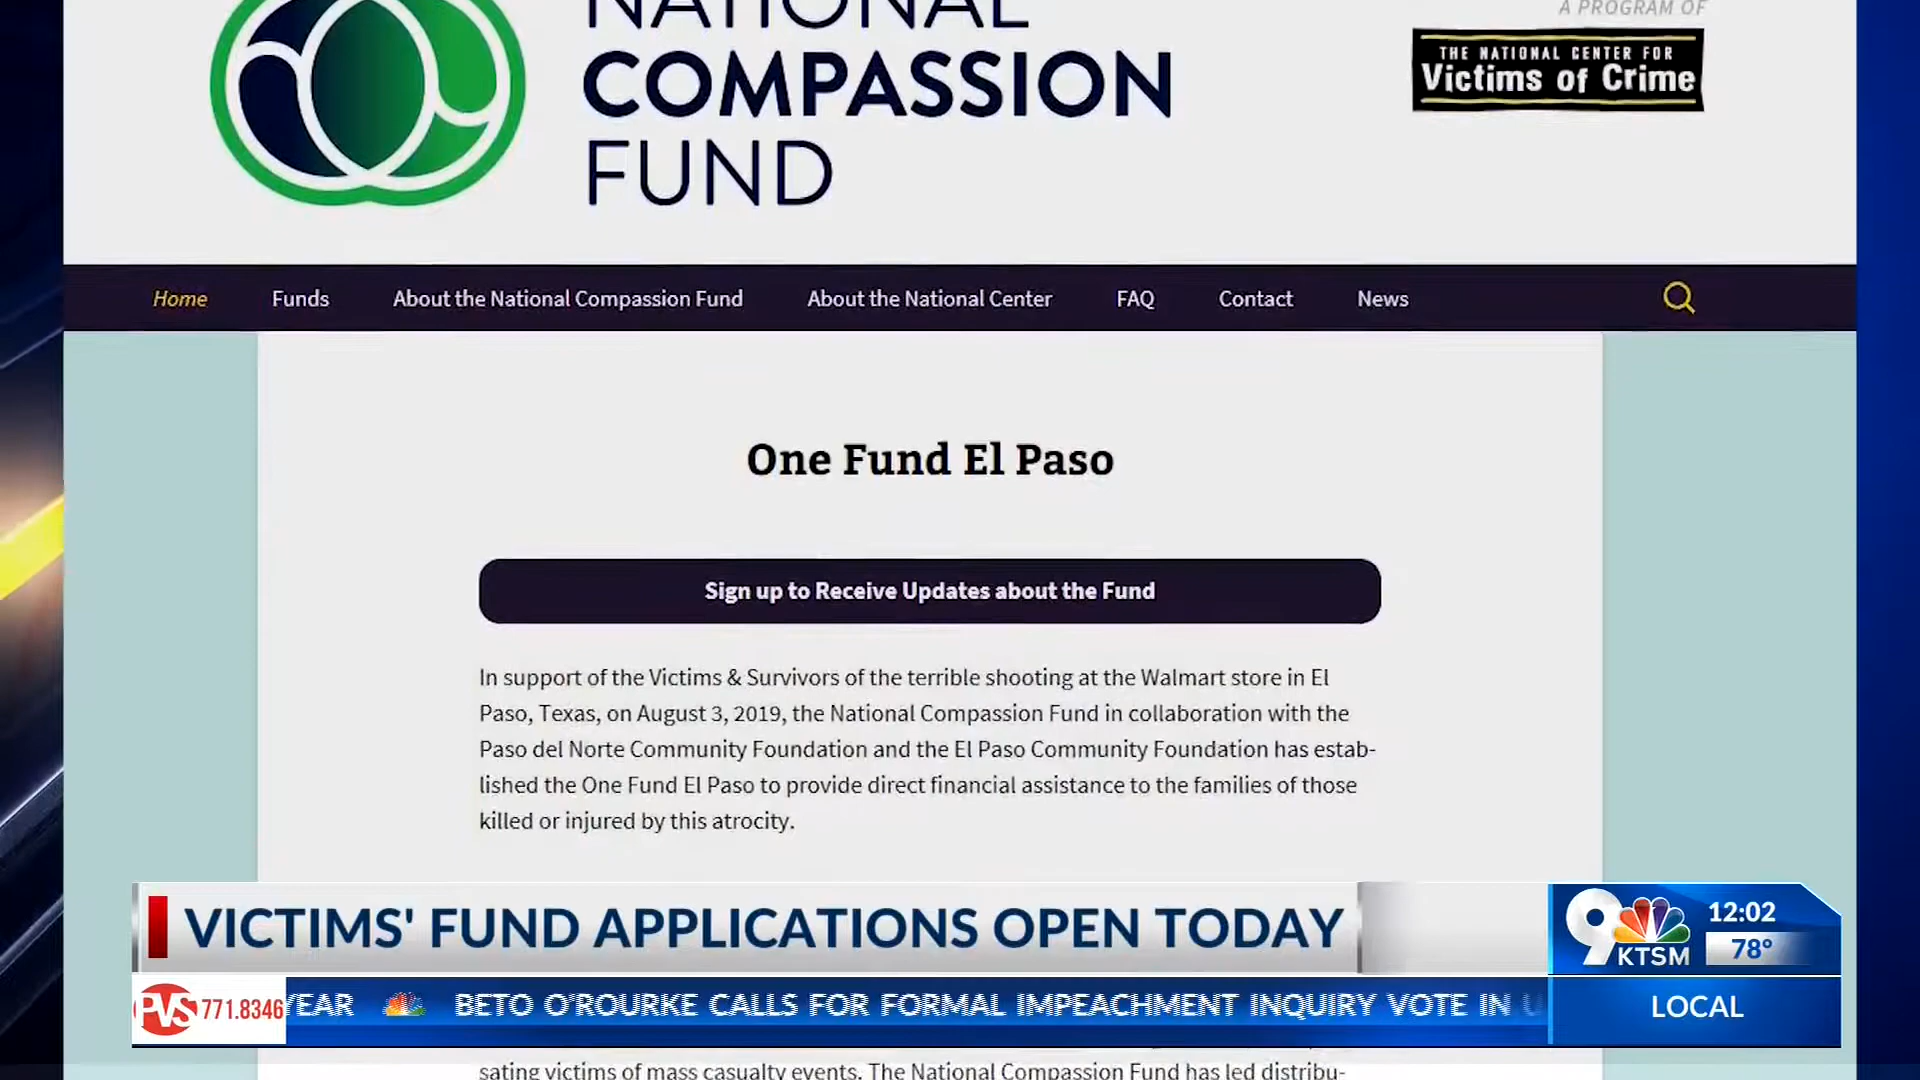 NATIONAL
COMPASSION
FUND
A PROGRAM OF
THE NATIONAL CENTER FOR
Victims of Crime
Home Funds About the National Compassion Fund About the National Center FAQ Contact News
One Fund El Paso
Sign up to Receive Updates about the Fund
In support of the Victims & Survivors of the terrible shooting at the Walmart store in El
Paso, Texas, on August 3, 2019, the National Compassion Fund in collaboration with the
Paso del Norte Community Foundation and the El Paso Community Foundation has estab-
lished the One Fund El Paso to provide direct financial assistance to the families of those
killed or injured by this atrocity.
VICTIMS' FUND APPLICATIONS OPEN TODAY
9 KTSM
12:02
78°
PVS 771.8346
YEAR BETO O'ROURKE CALLS FOR FORMAL IMPEACHMENT INQUIRY VOTE IN U
LOCAL
sating victims of mass casualty events. The National Compassion Fund has led distribu-